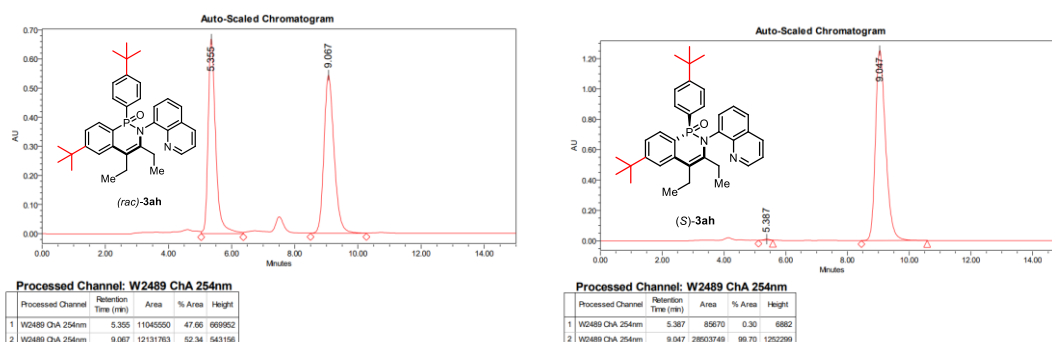 Auto-Scaled Chromatogram
0.70
0.60
0.50
0.40
0.30
0.20
0.10
0.00
AU
5.355
9.067
P
O
N
N
Me
Me
(rac)-3ah
0.00 2.00 4.00 6.00 8.00 10.00 12.00 14.00
Minutes
Processed Channel: W2489 ChA 254nm
Processed Channel Retention Time (min) Area % Area Height
1 W2489 ChA 254nm 5.355 11045550 47.66 669952
2 W2489 ChA 254nm 9.067 12131763 52.34 543156
Auto-Scaled Chromatogram
1.20
1.00
0.80
0.60
0.40
0.20
0.00
AU
5.387
9.047
P
O
N
N
Me
Me
(S)-3ah
0.00 2.00 4.00 6.00 8.00 10.00 12.00 14.00
Minutes
Processed Channel: W2489 ChA 254nm
Processed Channel Retention Time (min) Area % Area Height
1 W2489 ChA 254nm 5.387 85670 0.30 6882
2 W2489 ChA 254nm 9.047 28503749 99.70 1252299